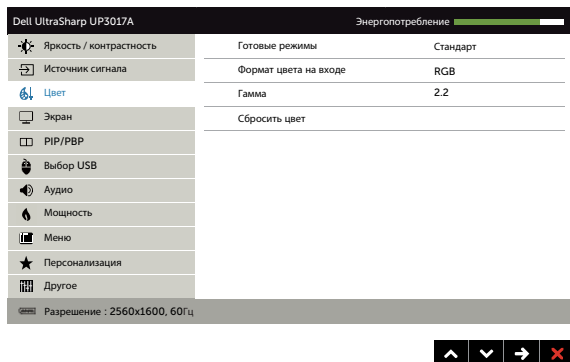 Dell UltraSharp UP3017A Энергопотребление
Яркость / контрастность Готовые режимы Стандарт
Источник сигнала Формат цвета на входе RGB
Цвет Гамма 2.2
Экран Сбросить цвет
PIP/PBP
Выбор USB
Аудио
Мощность
Меню
Персонализация
Другое
Разрешение : 2560x1600, 60Гц